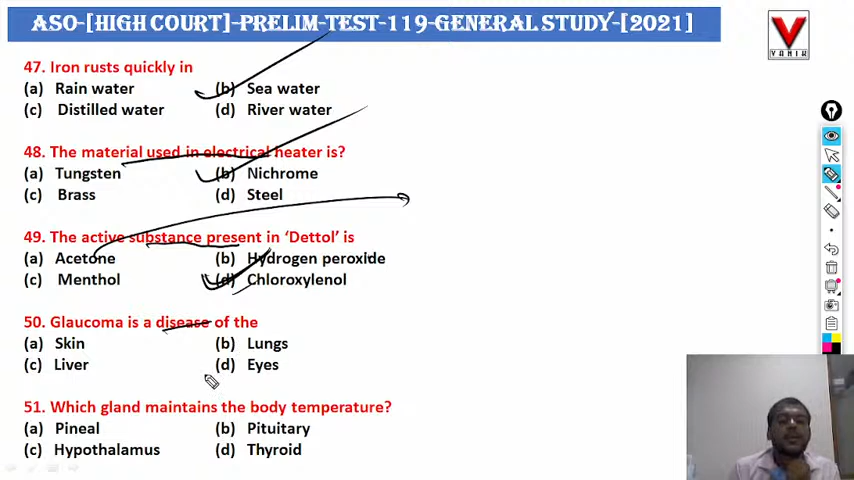 ASO-[HIGH COURT]-PRELIM-TEST-119-GENERAL STUDY-[2021]
VAMIR
47. Iron rusts quickly in
(a) Rain water (b) Sea water
(c) Distilled water (d) River water
48. The material used in electrical heater is?
(a) Tungsten (b) Nichrome
(c) Brass (d) Steel
49. The active substance present in ‘Dettol’ is
(a) Acetone (b) Hydrogen peroxide
(c) Menthol (d) Chloroxylenol
50. Glaucoma is a disease of the
(a) Skin (b) Lungs
(c) Liver (d) Eyes
51. Which gland maintains the body temperature?
(a) Pineal (b) Pituitary
(c) Hypothalamus (d) Thyroid